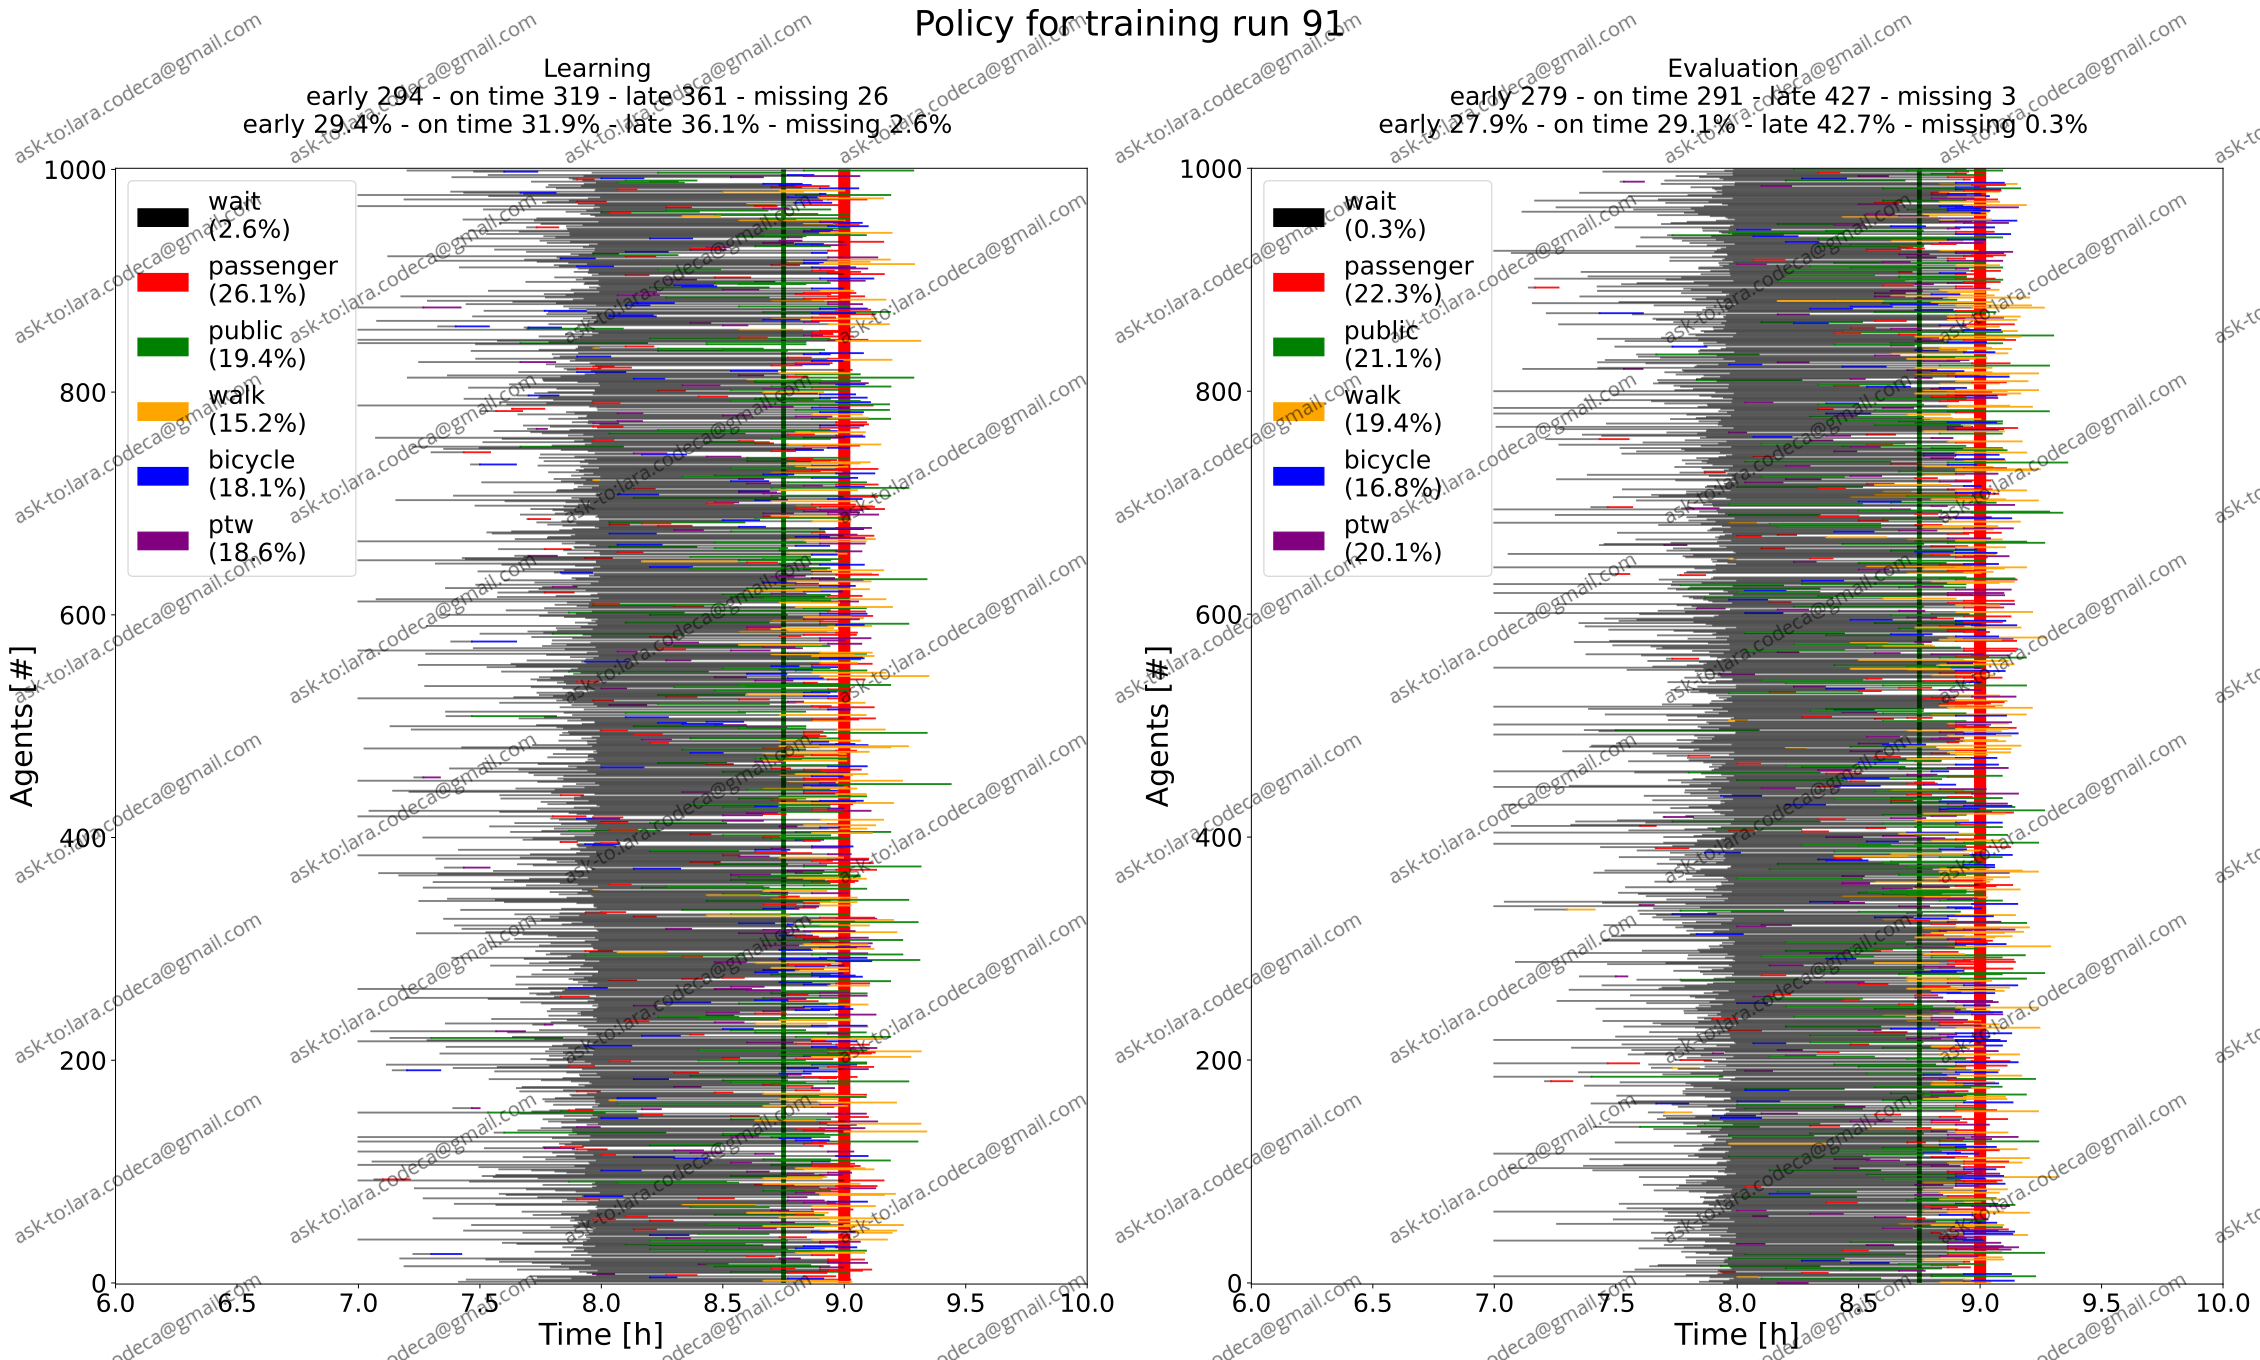 Policy for training run 91
Learning
early 294 - on time 319 - late 361 - missing 26
early 29.4% - on time 31.9% - late 36.1% - missing 2.6%
1000
800
600
400
200
0
Agents [#]
wait
(2.6%)
passenger
(26.1%)
public
(19.4%)
walk
(15.2%)
bicycle
(18.1%)
ptw
(18.6%)
6.0 6.5 7.0 7.5 8.0 8.5 9.0 9.5 10.0
Time [h]
Evaluation
early 279 - on time 291 - late 427 - missing 3
early 27.9% - on time 29.1% - late 42.7% - missing 0.3%
1000
800
600
400
200
0
Agents [#]
wait
(0.3%)
passenger
(22.3%)
public
(21.1%)
walk
(19.4%)
bicycle
(16.8%)
ptw
(20.1%)
6.0 6.5 7.0 7.5 8.0 8.5 9.0 9.5 10.0
Time [h]
ask-to:lara.codeca@gmail.com